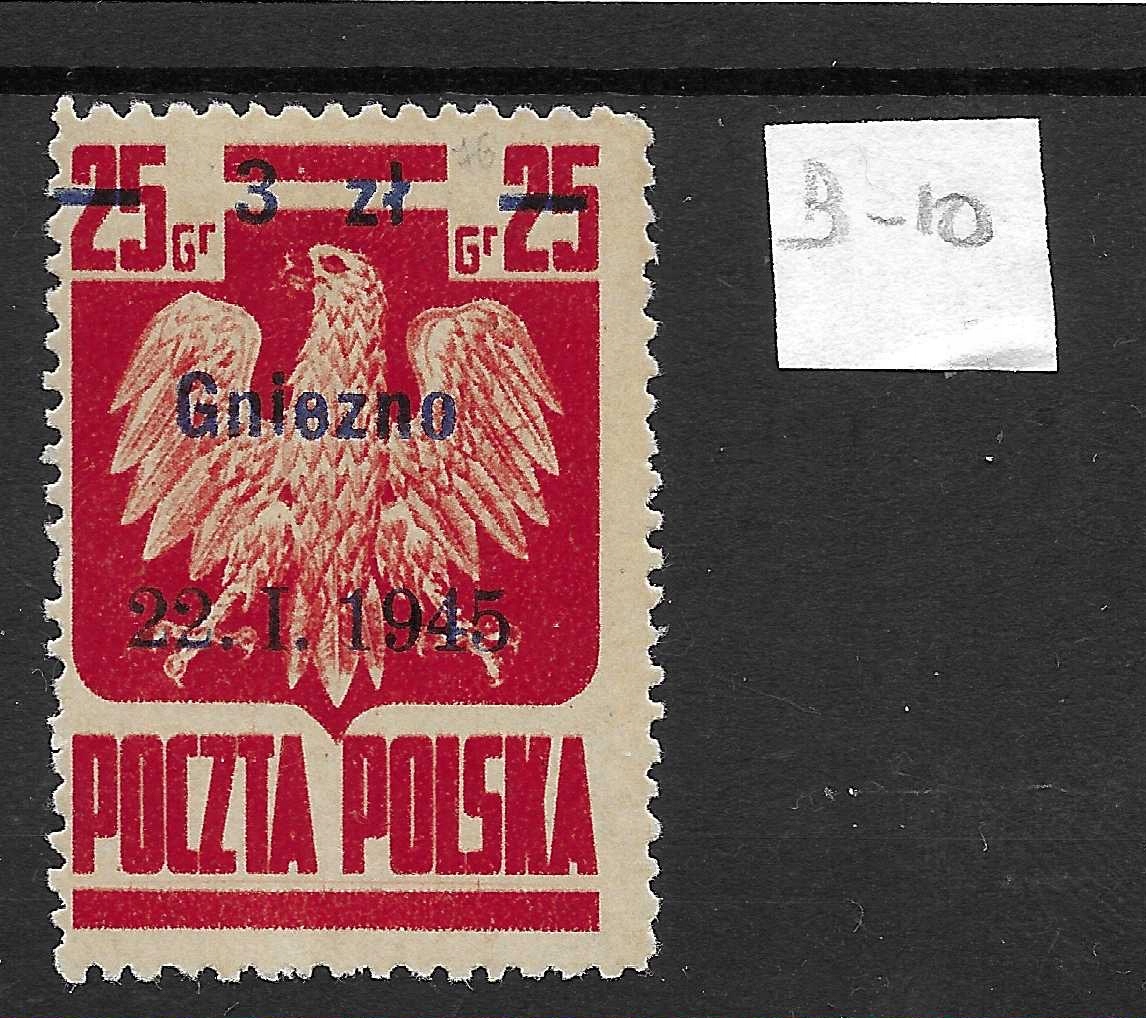 25 3 zł 25
Gr Gr
Gniezno
22. I. 1945
POCZTA POLSKA
B-10